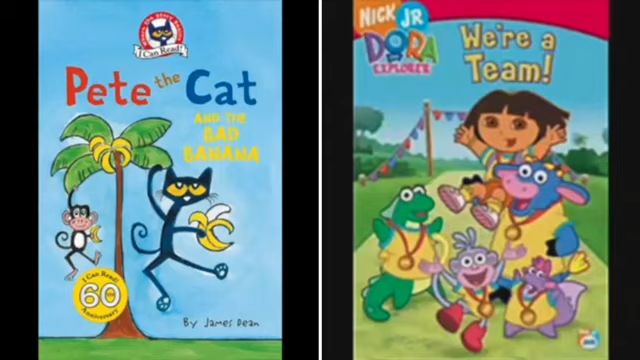 I Can Read!
Pete the Cat
AND THE
BAD
BANANA
I Can Read!
60
Anniversary
By James Dean
NICK JR
DORA
EXPLORER
We're a
Team!